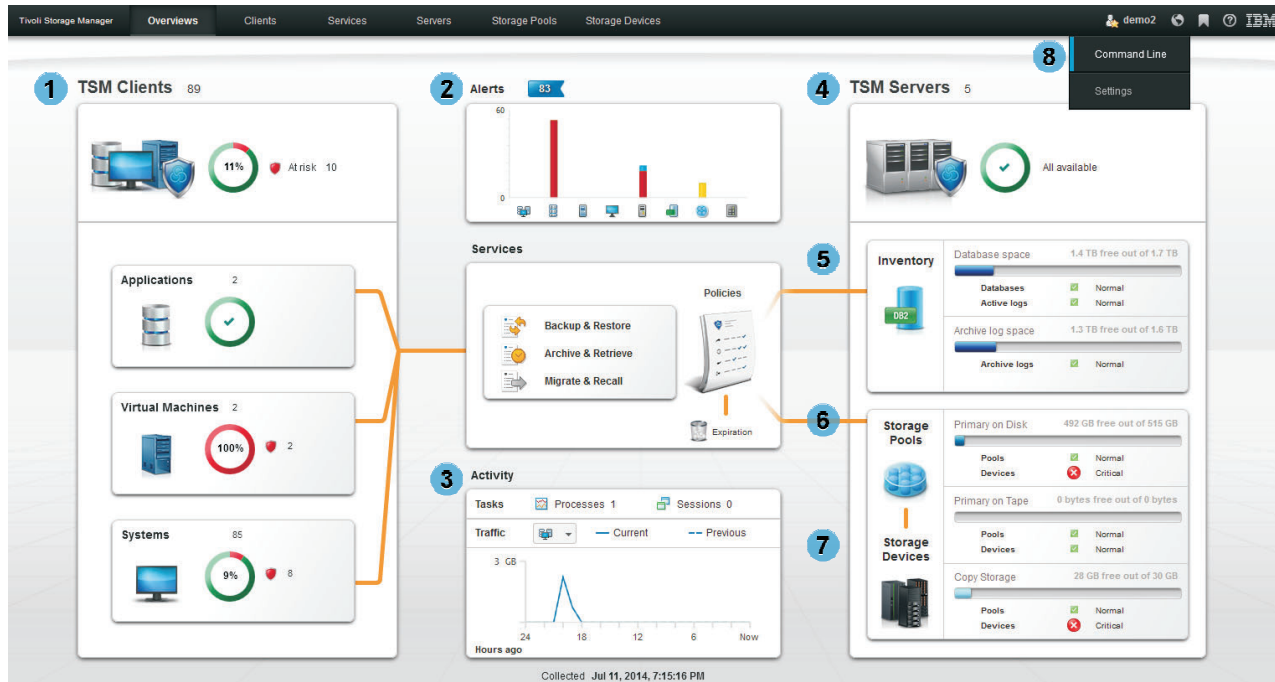 Tivoli Storage Manager Overviews Clients Services Servers Storage Pools Storage Devices demo2 IBM
8 Command Line
Settings
1 TSM Clients 89
11% At risk 10
Applications 2
Virtual Machines 2
100% 2
Systems 85
9% 8
2 Alerts 83
60
0
Services
Policies
Backup & Restore
Archive & Retrieve
Migrate & Recall
Expiration
3 Activity
Tasks Processes 1 Sessions 0
Traffic Current Previous
3 GB
24 18 12 6 Now
Hours ago
4 TSM Servers 5
All available
5 Inventory
DB2
Database space 1.4 TB free out of 1.7 TB
Databases Normal
Active logs Normal
Archive log space 1.3 TB free out of 1.6 TB
Archive logs Normal
6 Storage Pools
Primary on Disk 492 GB free out of 515 GB
Pools Normal
Devices Critical
Primary on Tape 0 bytes free out of 0 bytes
Pools Normal
Devices Normal
7 Storage Devices
Copy Storage 28 GB free out of 30 GB
Pools Normal
Devices Critical
Collected Jul 11, 2014, 7:15:16 PM